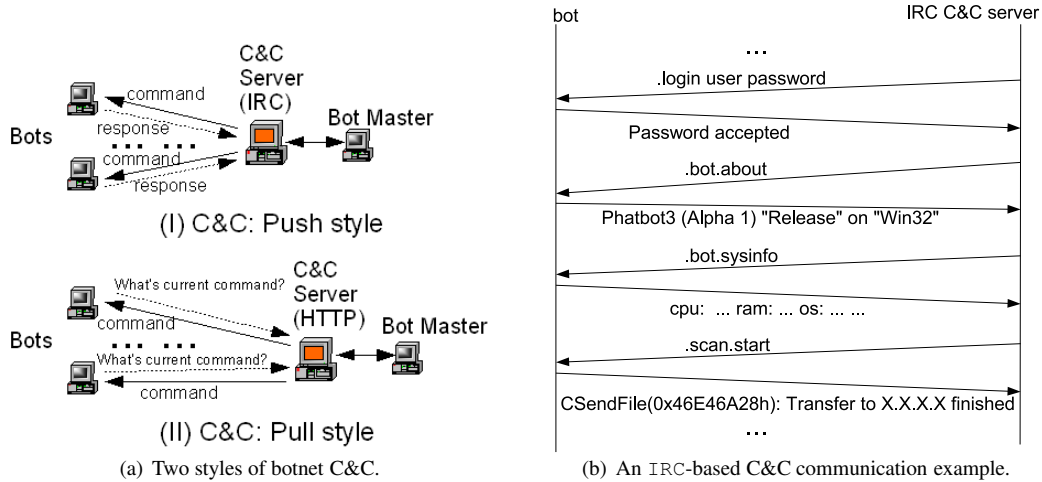 C&C
Server
(IRC)
command
Bot Master
Bots
response
... ...
command
response
(I) C&C: Push style
What's current command?
C&C
Server
(HTTP)
command
Bot Master
Bots
... ...
What's current command?
command
(II) C&C: Pull style
(a) Two styles of botnet C&C.
bot
IRC C&C server
...
.login user password
Password accepted
.bot.about
Phatbot3 (Alpha 1) "Release" on "Win32"
.bot.sysinfo
cpu: ... ram: ... os: ... ...
.scan.start
CSendFile(0x46E46A28h): Transfer to X.X.X.X finished
...
(b) An IRC-based C&C communication example.